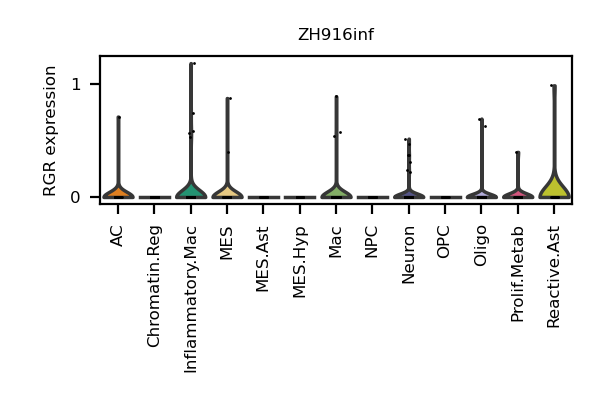 ZH916inf
RGR expression
1
0
AC
Chromatin.Reg
Inflammatory.Mac
MES
MES.Ast
MES.Hyp
Mac
NPC
Neuron
OPC
Oligo
Prolif.Metab
Reactive.Ast